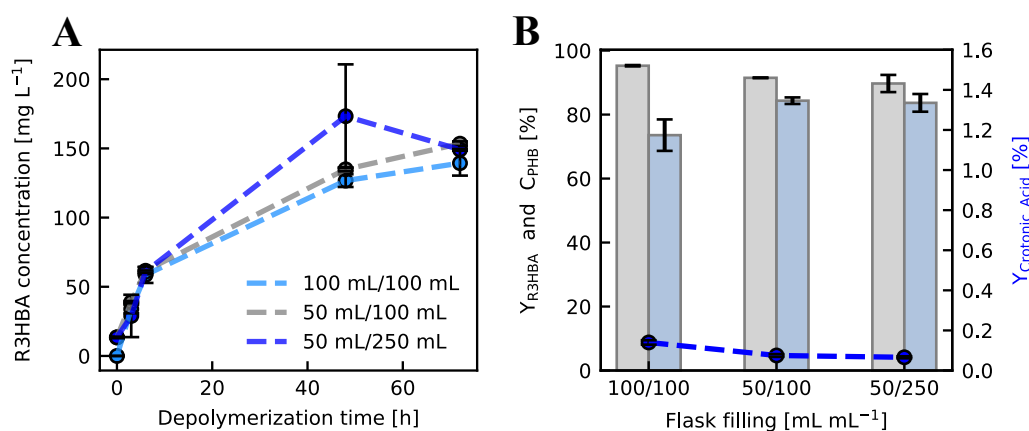 A
R3HBA concentration [mg L⁻¹]
200
150
100
50
0
100 mL/100 mL
50 mL/100 mL
50 mL/250 mL
0 20 40 60
Depolymerization time [h]
B
Y_R3HBA and C_PHB [%]
100
80
60
40
20
0
1.6
1.4
1.2
1.0
0.8
0.6
0.4
0.2
0.0
Y_Crotonic Acid [%]
100/100 50/100 50/250
Flask filling [mL mL⁻¹]